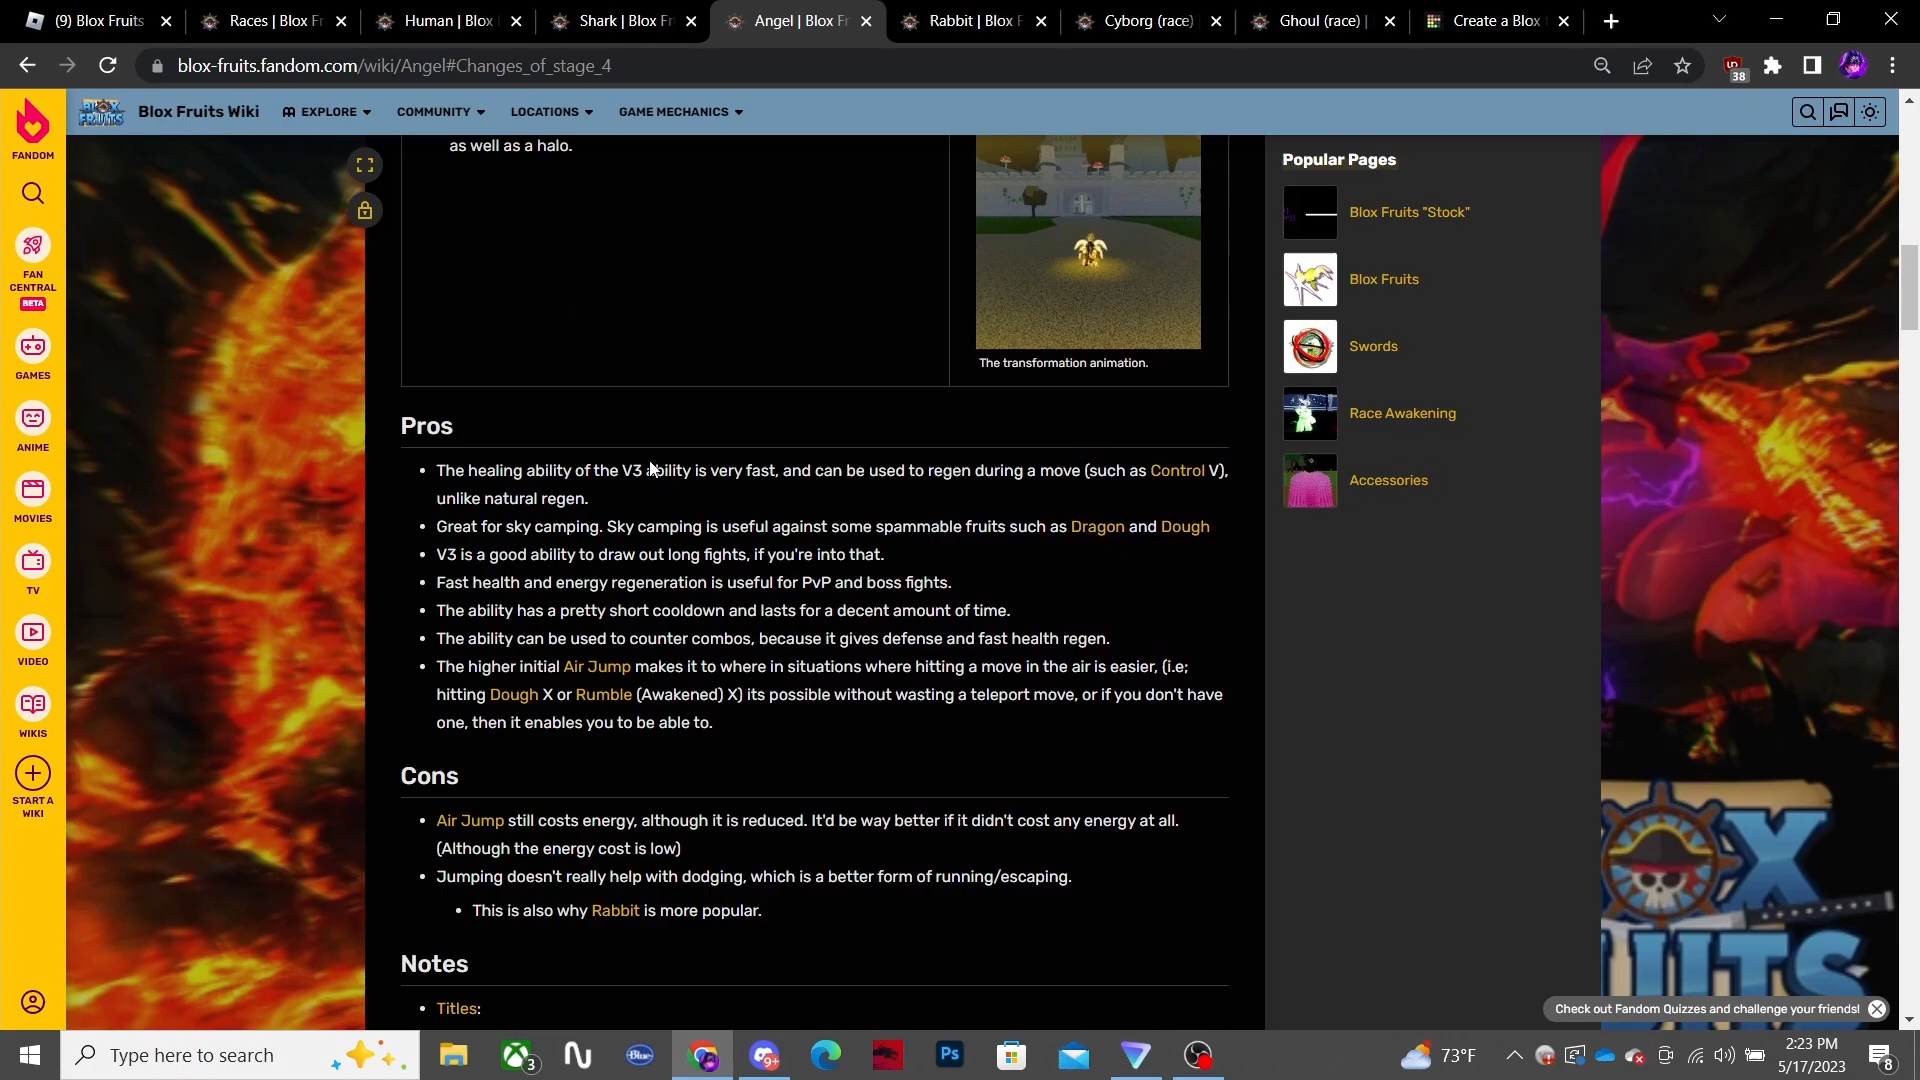 (9) Blox Fruits
Races | Blox Fr
Human | Blox
Shark | Blox Fr
Angel | Blox Fr
Rabbit | Blox F
Cyborg (race)
Ghoul (race) |
Create a Blox
blox-fruits.fandom.com/wiki/Angel#Changes_of_stage_4
38
BLOX FRUITS
Blox Fruits Wiki
EXPLORE
COMMUNITY
LOCATIONS
GAME MECHANICS
FANDOM
FAN
CENTRAL
BETA
GAMES
ANIME
MOVIES
TV
VIDEO
WIKIS
START A
WIKI
as well as a halo.
The transformation animation.
Pros
• The healing ability of the V3 ability is very fast, and can be used to regen during a move (such as Control V),
unlike natural regen.
• Great for sky camping. Sky camping is useful against some spammable fruits such as Dragon and Dough
• V3 is a good ability to draw out long fights, if you're into that.
• Fast health and energy regeneration is useful for PvP and boss fights.
• The ability has a pretty short cooldown and lasts for a decent amount of time.
• The ability can be used to counter combos, because it gives defense and fast health regen.
• The higher initial Air Jump makes it to where in situations where hitting a move in the air is easier, (i.e;
hitting Dough X or Rumble (Awakened) X) its possible without wasting a teleport move, or if you don't have
one, then it enables you to be able to.
Cons
• Air Jump still costs energy, although it is reduced. It'd be way better if it didn't cost any energy at all.
(Although the energy cost is low)
• Jumping doesn't really help with dodging, which is a better form of running/escaping.
• This is also why Rabbit is more popular.
Notes
• Titles:
Popular Pages
Blox Fruits "Stock"
Blox Fruits
Swords
Race Awakening
Accessories
OX
UITS
Check out Fandom Quizzes and challenge your friends!
Type here to search
3
Blue
9+
Ps
73°F
2:23 PM
5/17/2023
8